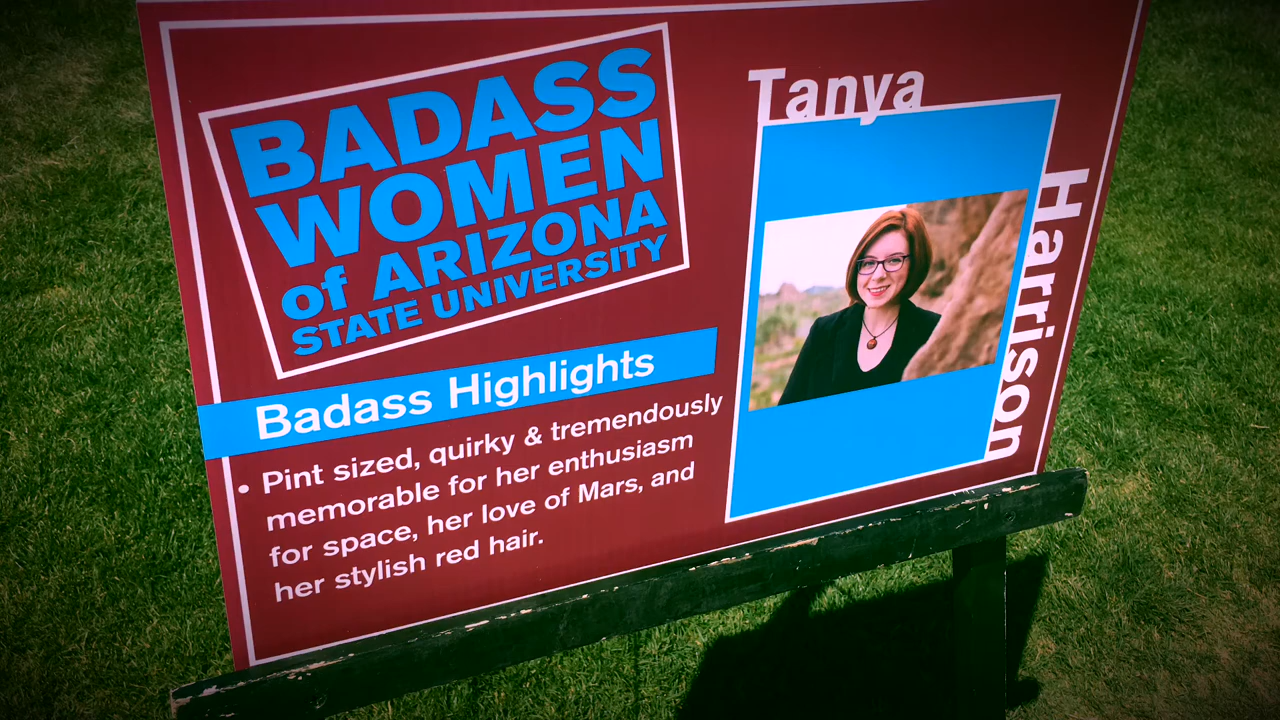 BADASS
WOMEN
of ARIZONA
STATE UNIVERSITY
Badass Highlights
• Pint sized, quirky & tremendously
memorable for her enthusiasm
for space, her love of Mars, and
her stylish red hair.
Tanya
Harrison